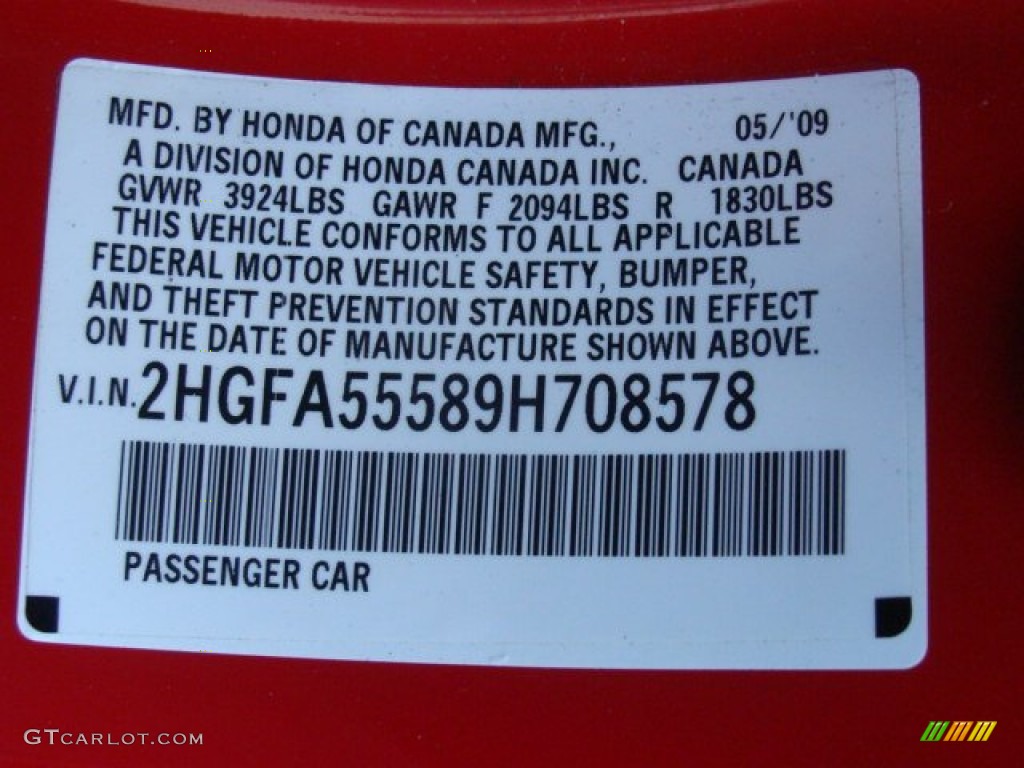 MFD. BY HONDA OF CANADA MFG., 05/'09
A DIVISION OF HONDA CANADA INC. CANADA
GVWR 3924LBS GAWR F 2094LBS R 1830LBS
THIS VEHICLE CONFORMS TO ALL APPLICABLE
FEDERAL MOTOR VEHICLE SAFETY, BUMPER,
AND THEFT PREVENTION STANDARDS IN EFFECT
ON THE DATE OF MANUFACTURE SHOWN ABOVE.
V.I.N. 2HGFA55589H708578
PASSENGER CAR
GTCARLOT.COM